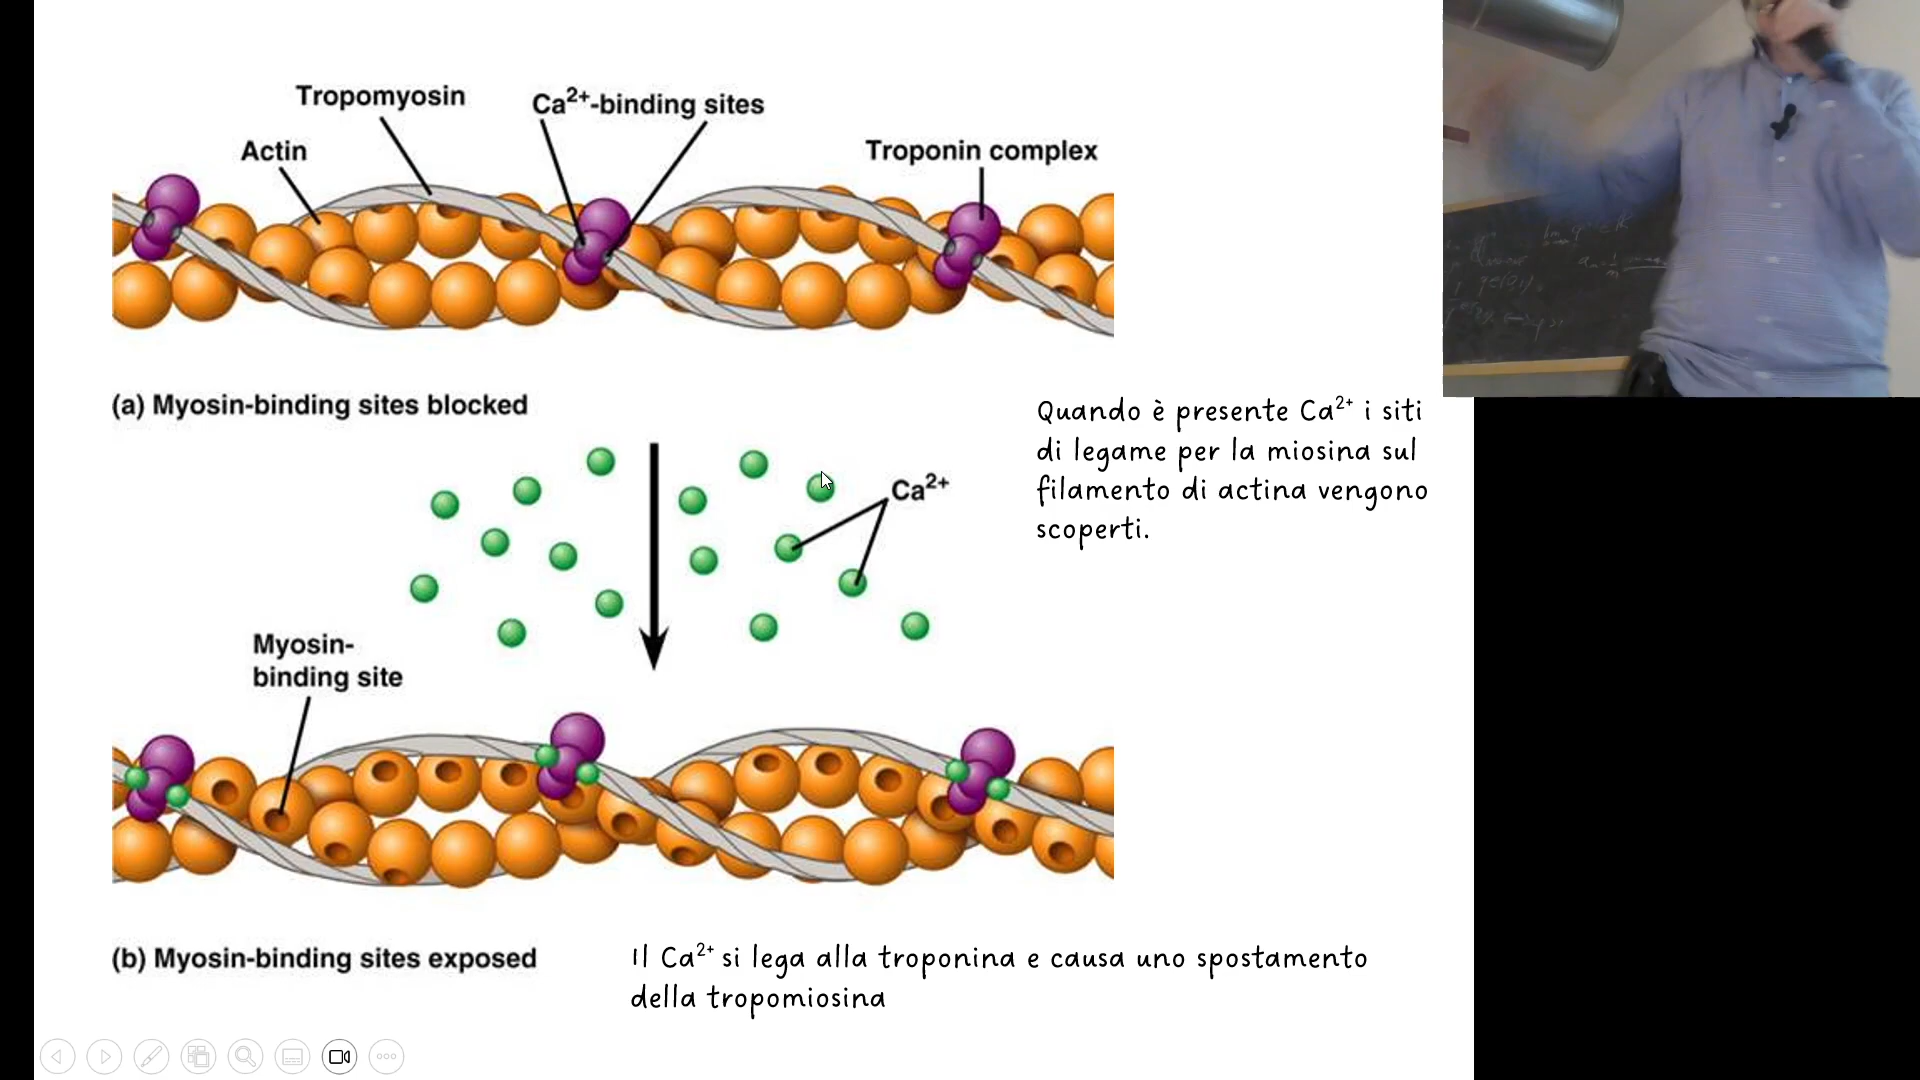 Tropomyosin
Ca²⁺-binding sites
Actin
Troponin complex
(a) Myosin-binding sites blocked
Quando è presente Ca²⁺ i siti
di legame per la miosina sul
filamento di actina vengono
scoperti.
Ca²⁺
Myosin-
binding site
(b) Myosin-binding sites exposed
Il Ca²⁺ si lega alla troponina e causa uno spostamento
della tropomiosina